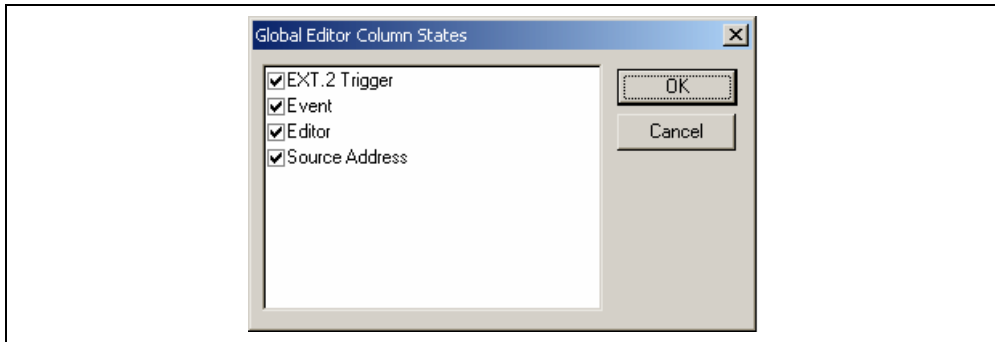 Global Editor Column States
EXT.2 Trigger
Event
Editor
Source Address
OK
Cancel